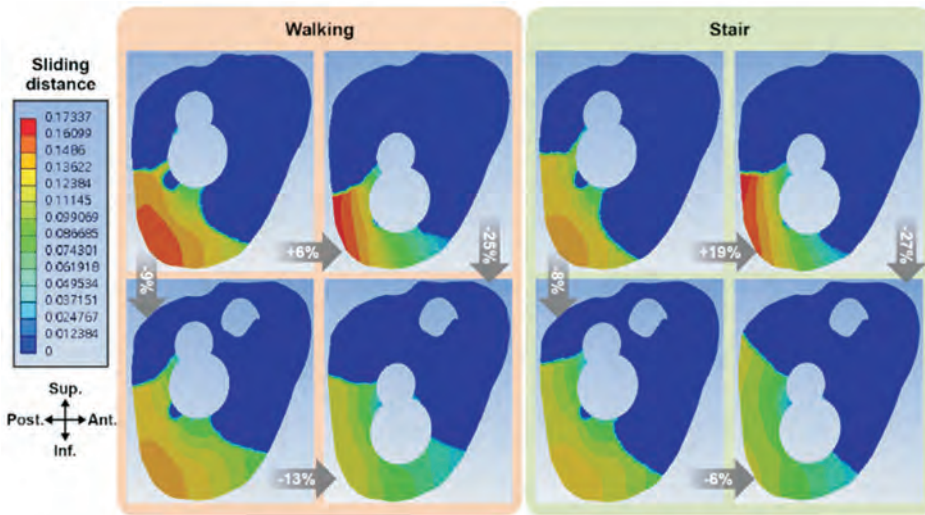 Walking
Stair
Sliding
distance
0.17337
0.16099
0.1486
0.13622
0.12384
0.11145
0.099069
0.086685
0.074301
0.061918
0.049534
0.037151
0.024767
0.012384
0
+6%
-25%
+19%
-27%
-9%
-8%
Sup.
Post.
Ant.
Inf.
-13%
-6%